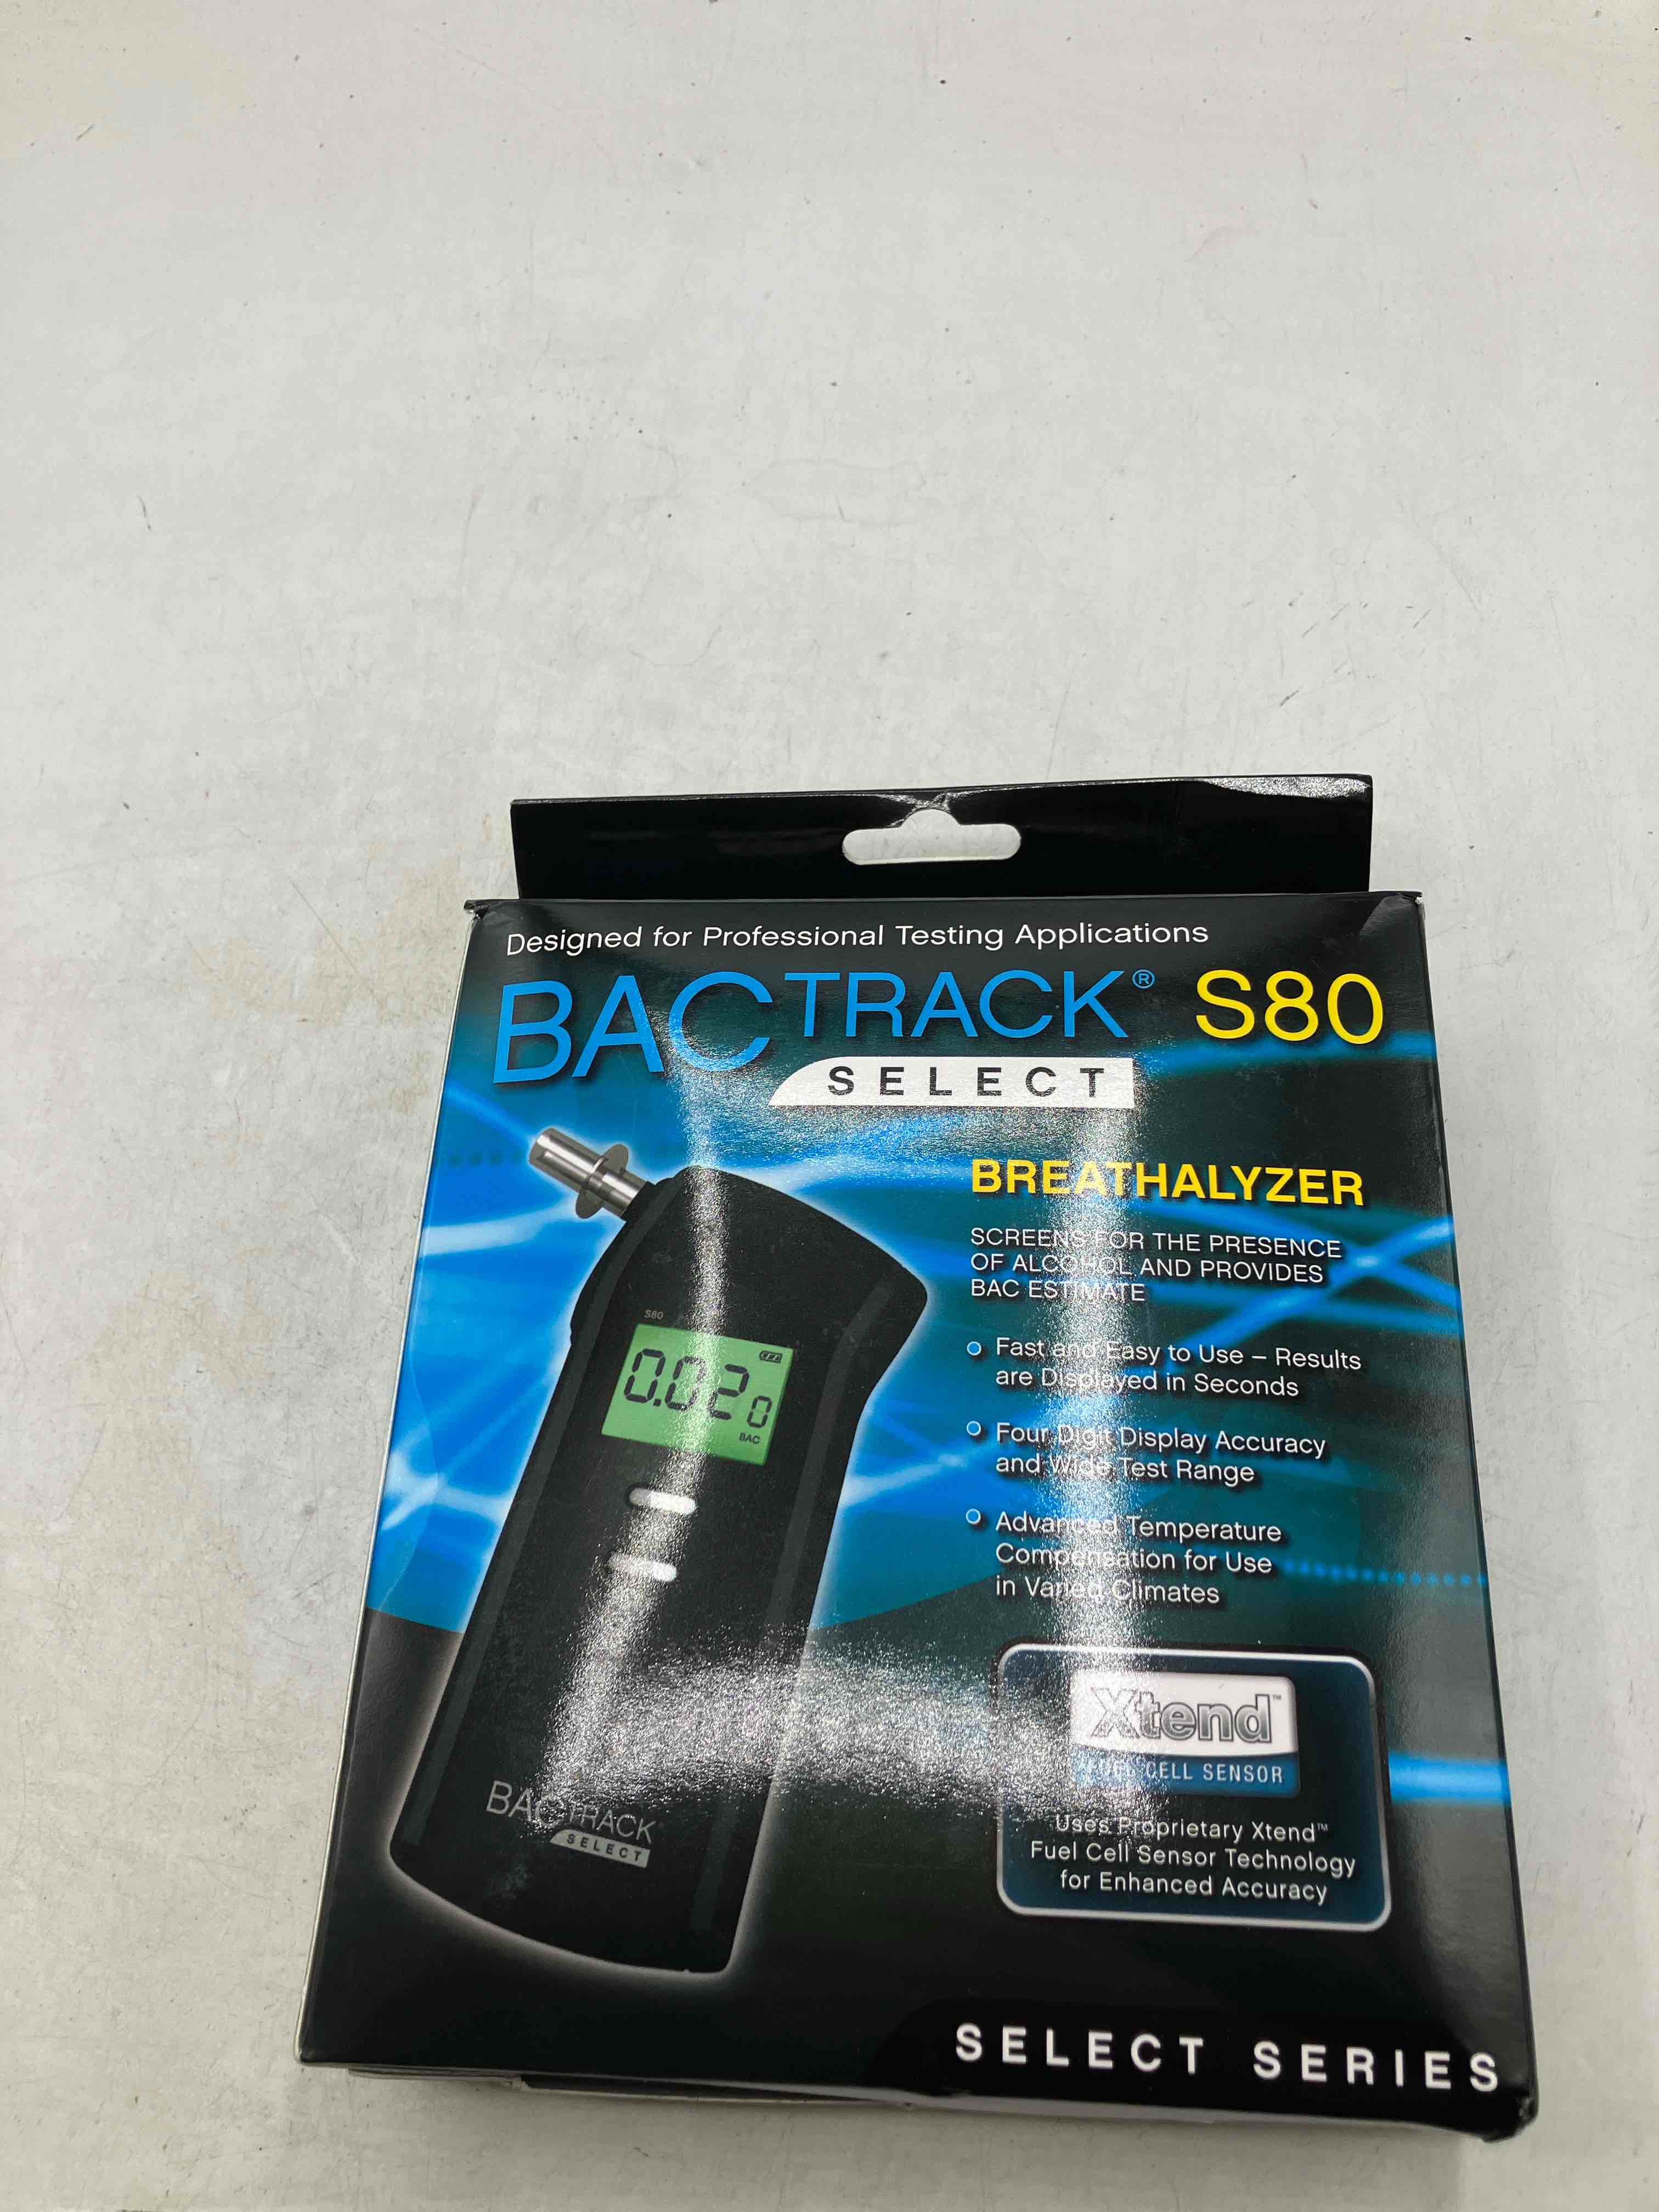 Designed for Professional Testing Applications
BACTRACK® S80
SELECT
BREATHALYZER
SCREENS FOR THE PRESENCE
OF ALCOHOL AND PROVIDES
BAC ESTIMATE
Fast and Easy to Use – Results
are Displayed in Seconds
Four Digit Display Accuracy
and Wide Test Range
Advanced Temperature
Compensation for Use
in Varied Climates
S80
0.020
BAC
BACTRACK
SELECT
Xtend™
FUEL CELL SENSOR
Uses Proprietary Xtend™
Fuel Cell Sensor Technology
for Enhanced Accuracy
SELECT SERIES